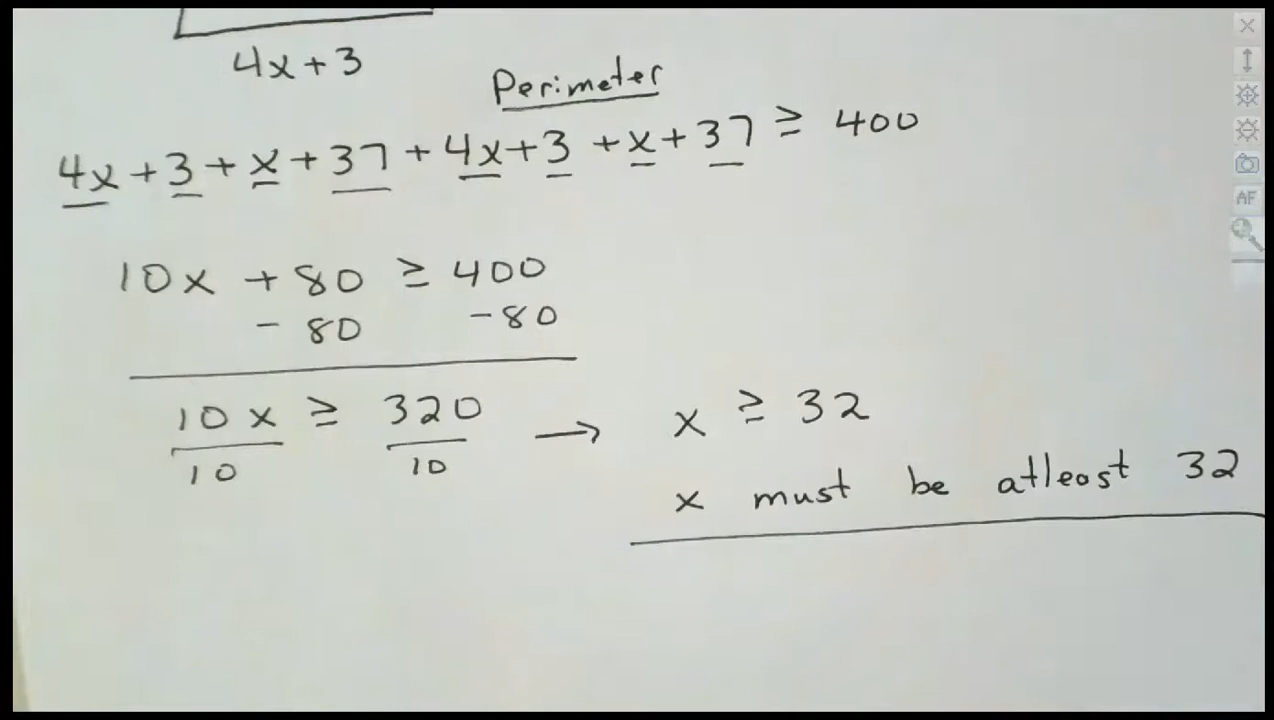 4x+3
Perimeter
4x + 3 + x + 37 + 4x + 3 + x + 37 ≥ 400
10x + 80 ≥ 400
- 80 -80
10x ≥ 320 → x ≥ 32
10 10
x must be atleast 32
AF